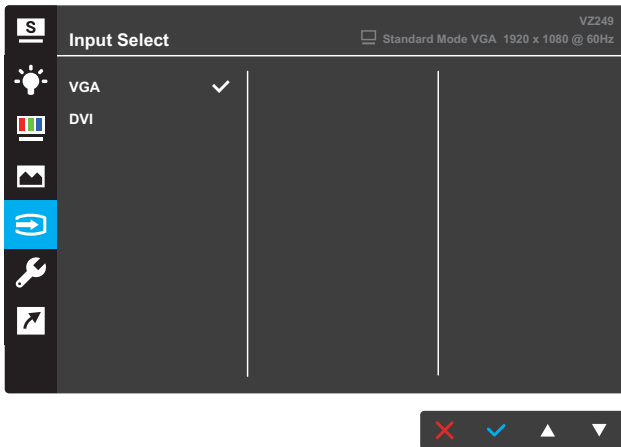 S
Input Select
VZ249
Standard Mode VGA 1920 x 1080 @ 60Hz
VGA
DVI